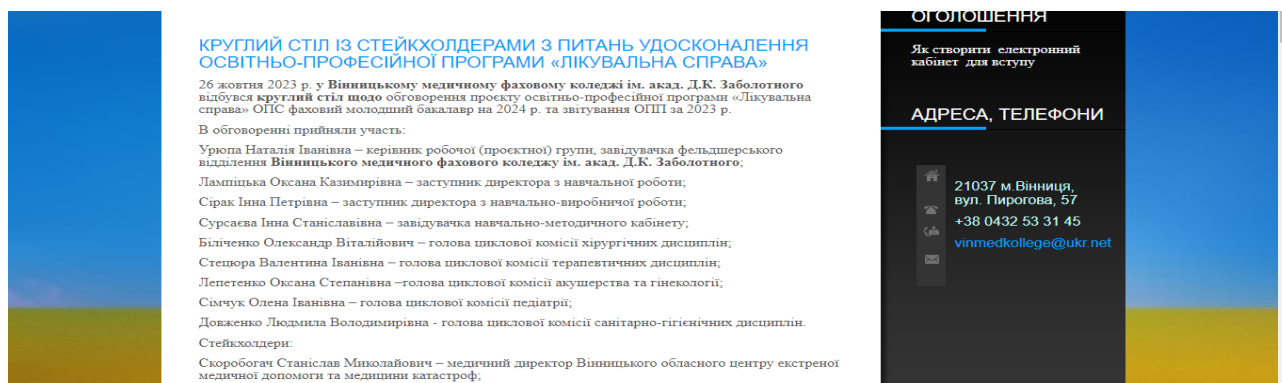 КРУГЛИЙ СТІЛ ІЗ СТЕЙКХОЛДЕРАМИ З ПИТАНЬ УДОСКОНАЛЕННЯ
ОСВІТНЬО-ПРОФЕСІЙНОЇ ПРОГРАМИ «ЛІКУВАЛЬНА СПРАВА»
26 жовтня 2023 р. у Вінницькому медичному фаховому коледжі ім. акад. Д.К. Заболотного
відбувся круглий стіл щодо обговорення проєкту освітньо-професійної програми «Лікувальна
справа» ОПС фаховий молодший бакалавр на 2024 р. та звітування ОПП за 2023 р.
В обговоренні прийняли участь:
Урюпа Наталія Іванівна – керівник робочої (проєктної) групи, завідувачка фельдшерського
відділення Вінницького медичного фахового коледжу ім. акад. Д.К. Заболотного;
Лампіцька Оксана Казимирівна – заступник директора з навчальної роботи;
Сірак Інна Петрівна – заступник директора з навчально-виробничої роботи;
Сурсаєва Інна Станіславівна – завідувачка навчально-методичного кабінету;
Біліченко Олександр Віталійович – голова циклової комісії хірургічних дисциплін;
Стецюра Валентина Іванівна – голова циклової комісії терапевтичних дисциплін;
Лепетенко Оксана Степанівна –голова циклової комісії акушерства та гінекології;
Сімчук Олена Іванівна – голова циклової комісії педіатрії;
Довженко Людмила Володимирівна - голова циклової комісії санітарно-гігієнічних дисциплін.
Стейкхолдери:
Скоробогач Станіслав Миколайович – медичний директор Вінницького обласного центру екстреної
медичної допомоги та медицини катастроф;
ОГОЛОШЕННЯ
Як створити електронний
кабінет для вступу
АДРЕСА, ТЕЛЕФОНИ
21037 м.Вінниця,
вул. Пирогова, 57
+38 0432 53 31 45
vinmedkollege@ukr.net